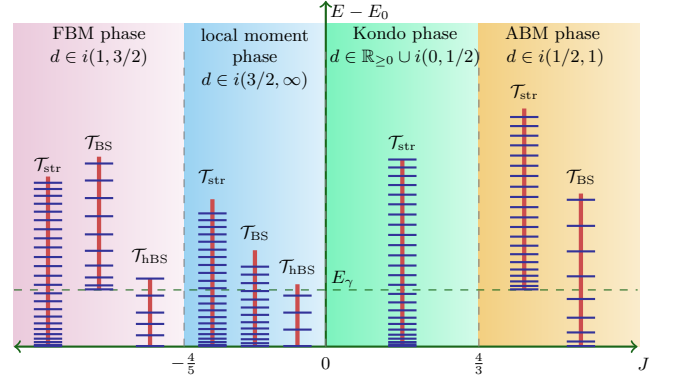 E − E₀
FBM phase
d ∈ i(1, 3/2)
local moment
phase
d ∈ i(3/2, ∞)
Kondo phase
d ∈ ℝ≥0 ∪ i(0, 1/2)
ABM phase
d ∈ i(1/2, 1)
𝒯str
𝒯BS
𝒯hBS
𝒯str
𝒯BS
𝒯hBS
𝒯str
𝒯str
𝒯BS
Eγ
−4/5
0
4/3
J